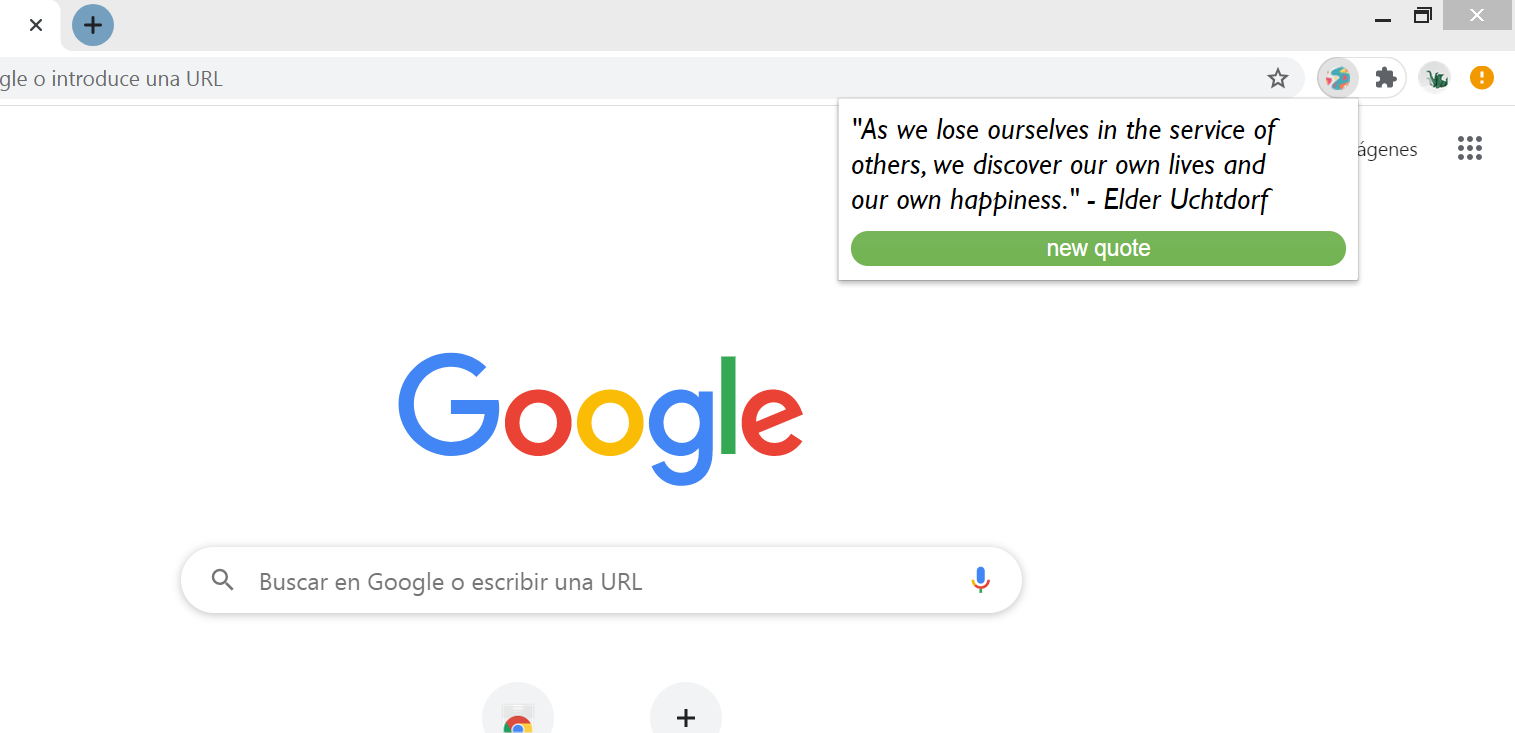 gle o introduce una URL
"As we lose ourselves in the service of
others, we discover our own lives and
our own happiness." - Elder Uchtdorf
new quote
ágenes
Google
Buscar en Google o escribir una URL